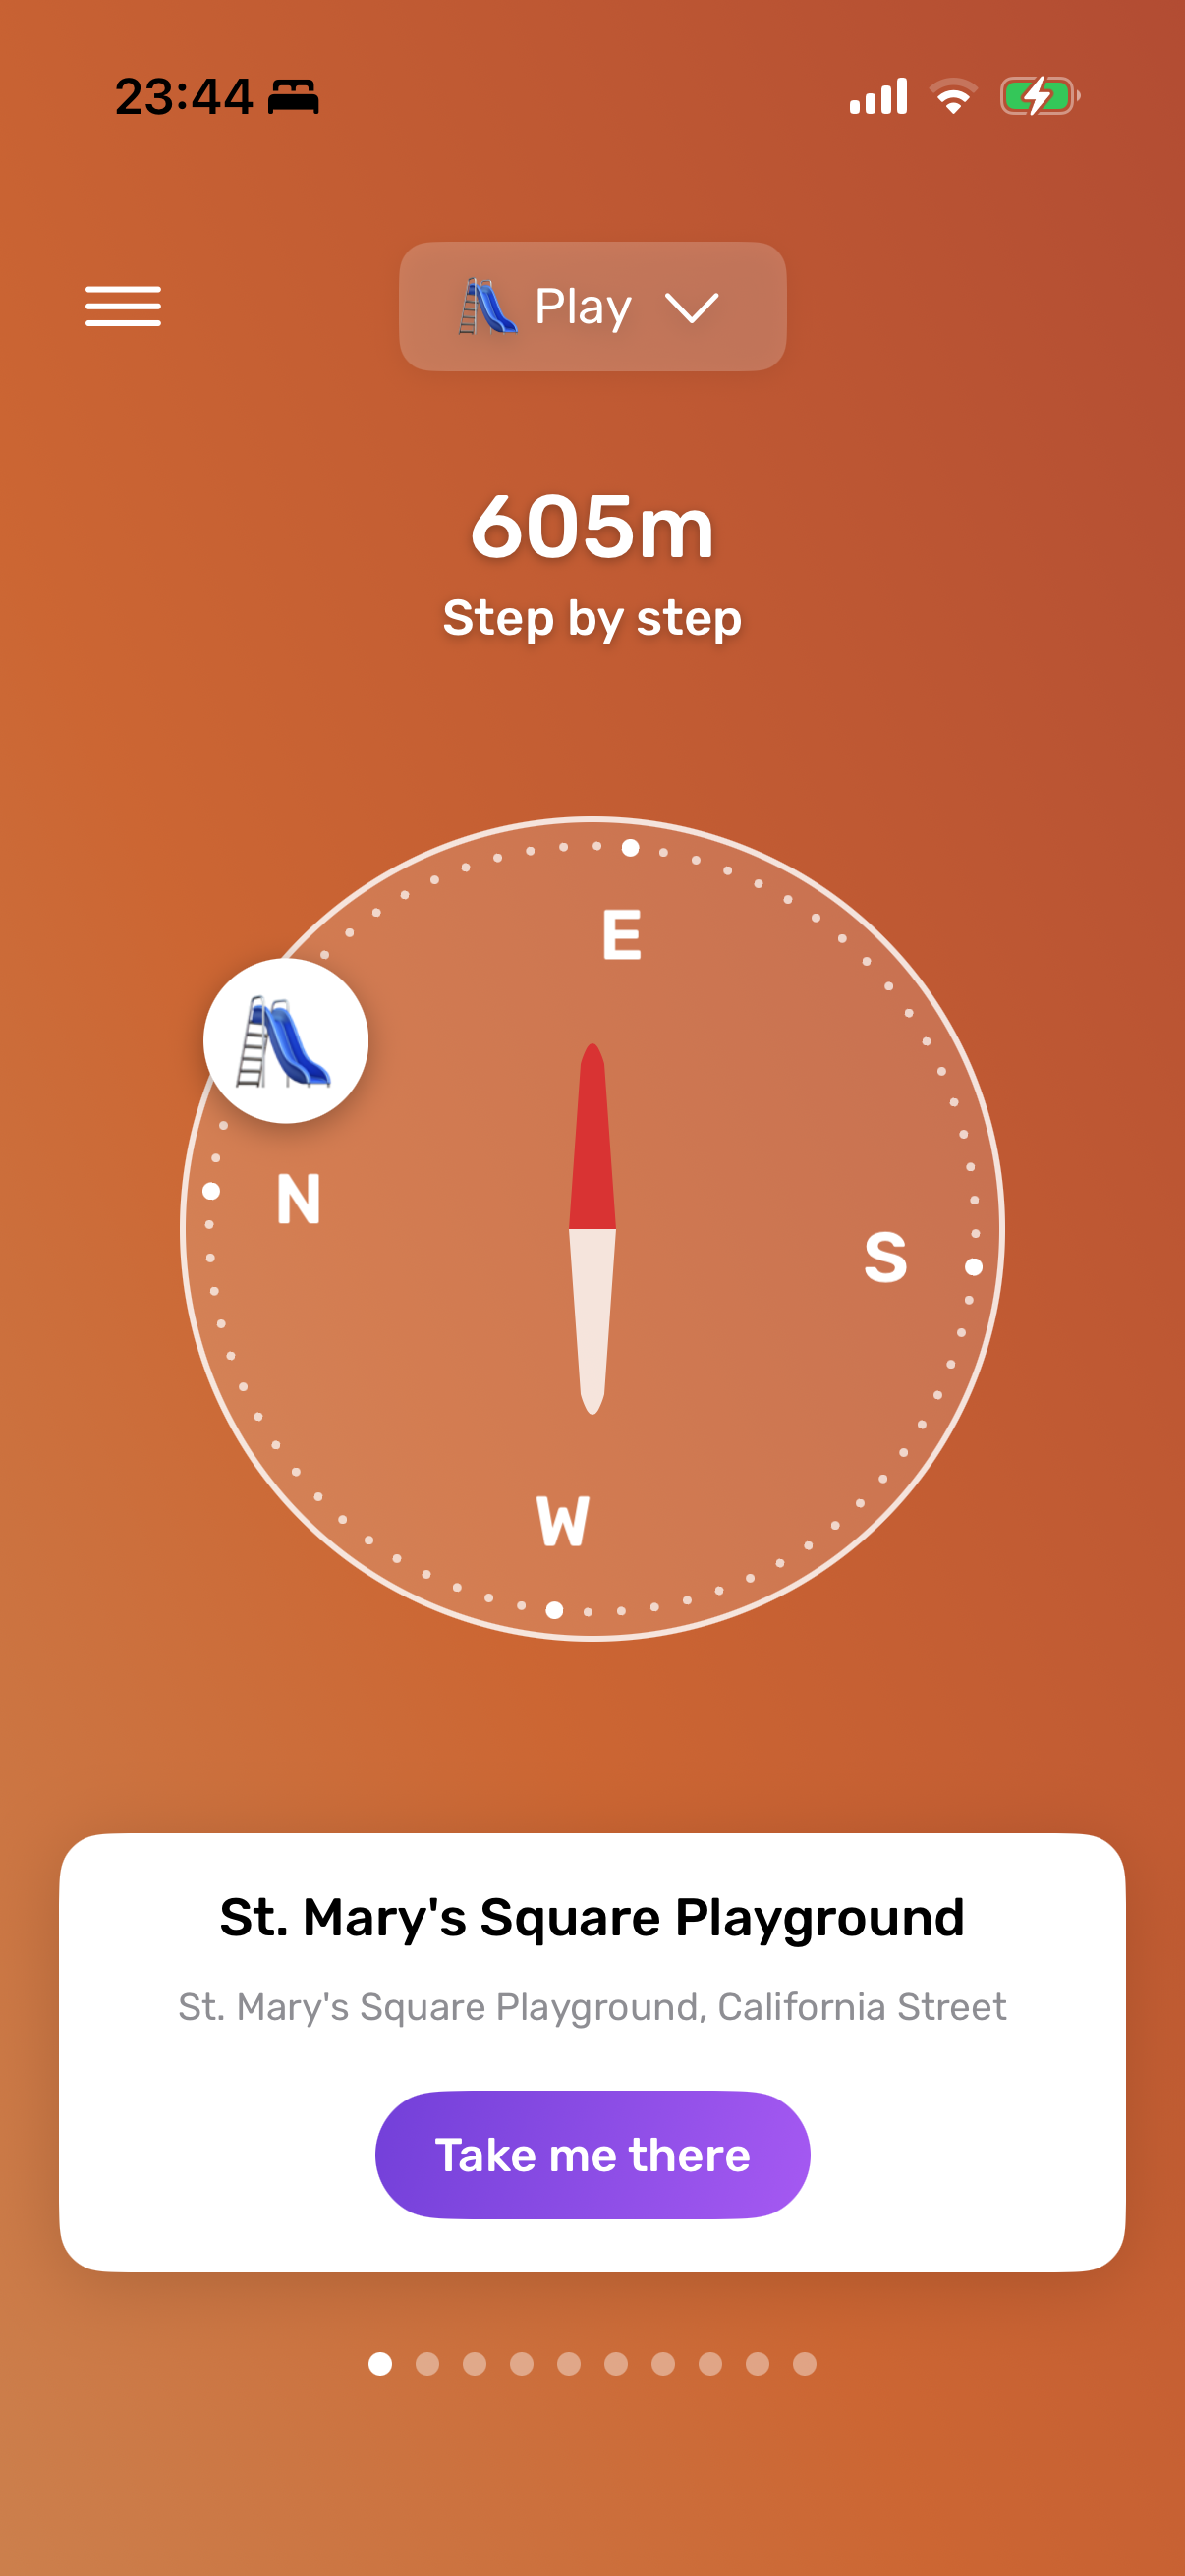 23:44
Play
605m
Step by step
E
N
S
W
St. Mary's Square Playground
St. Mary's Square Playground, California Street
Take me there